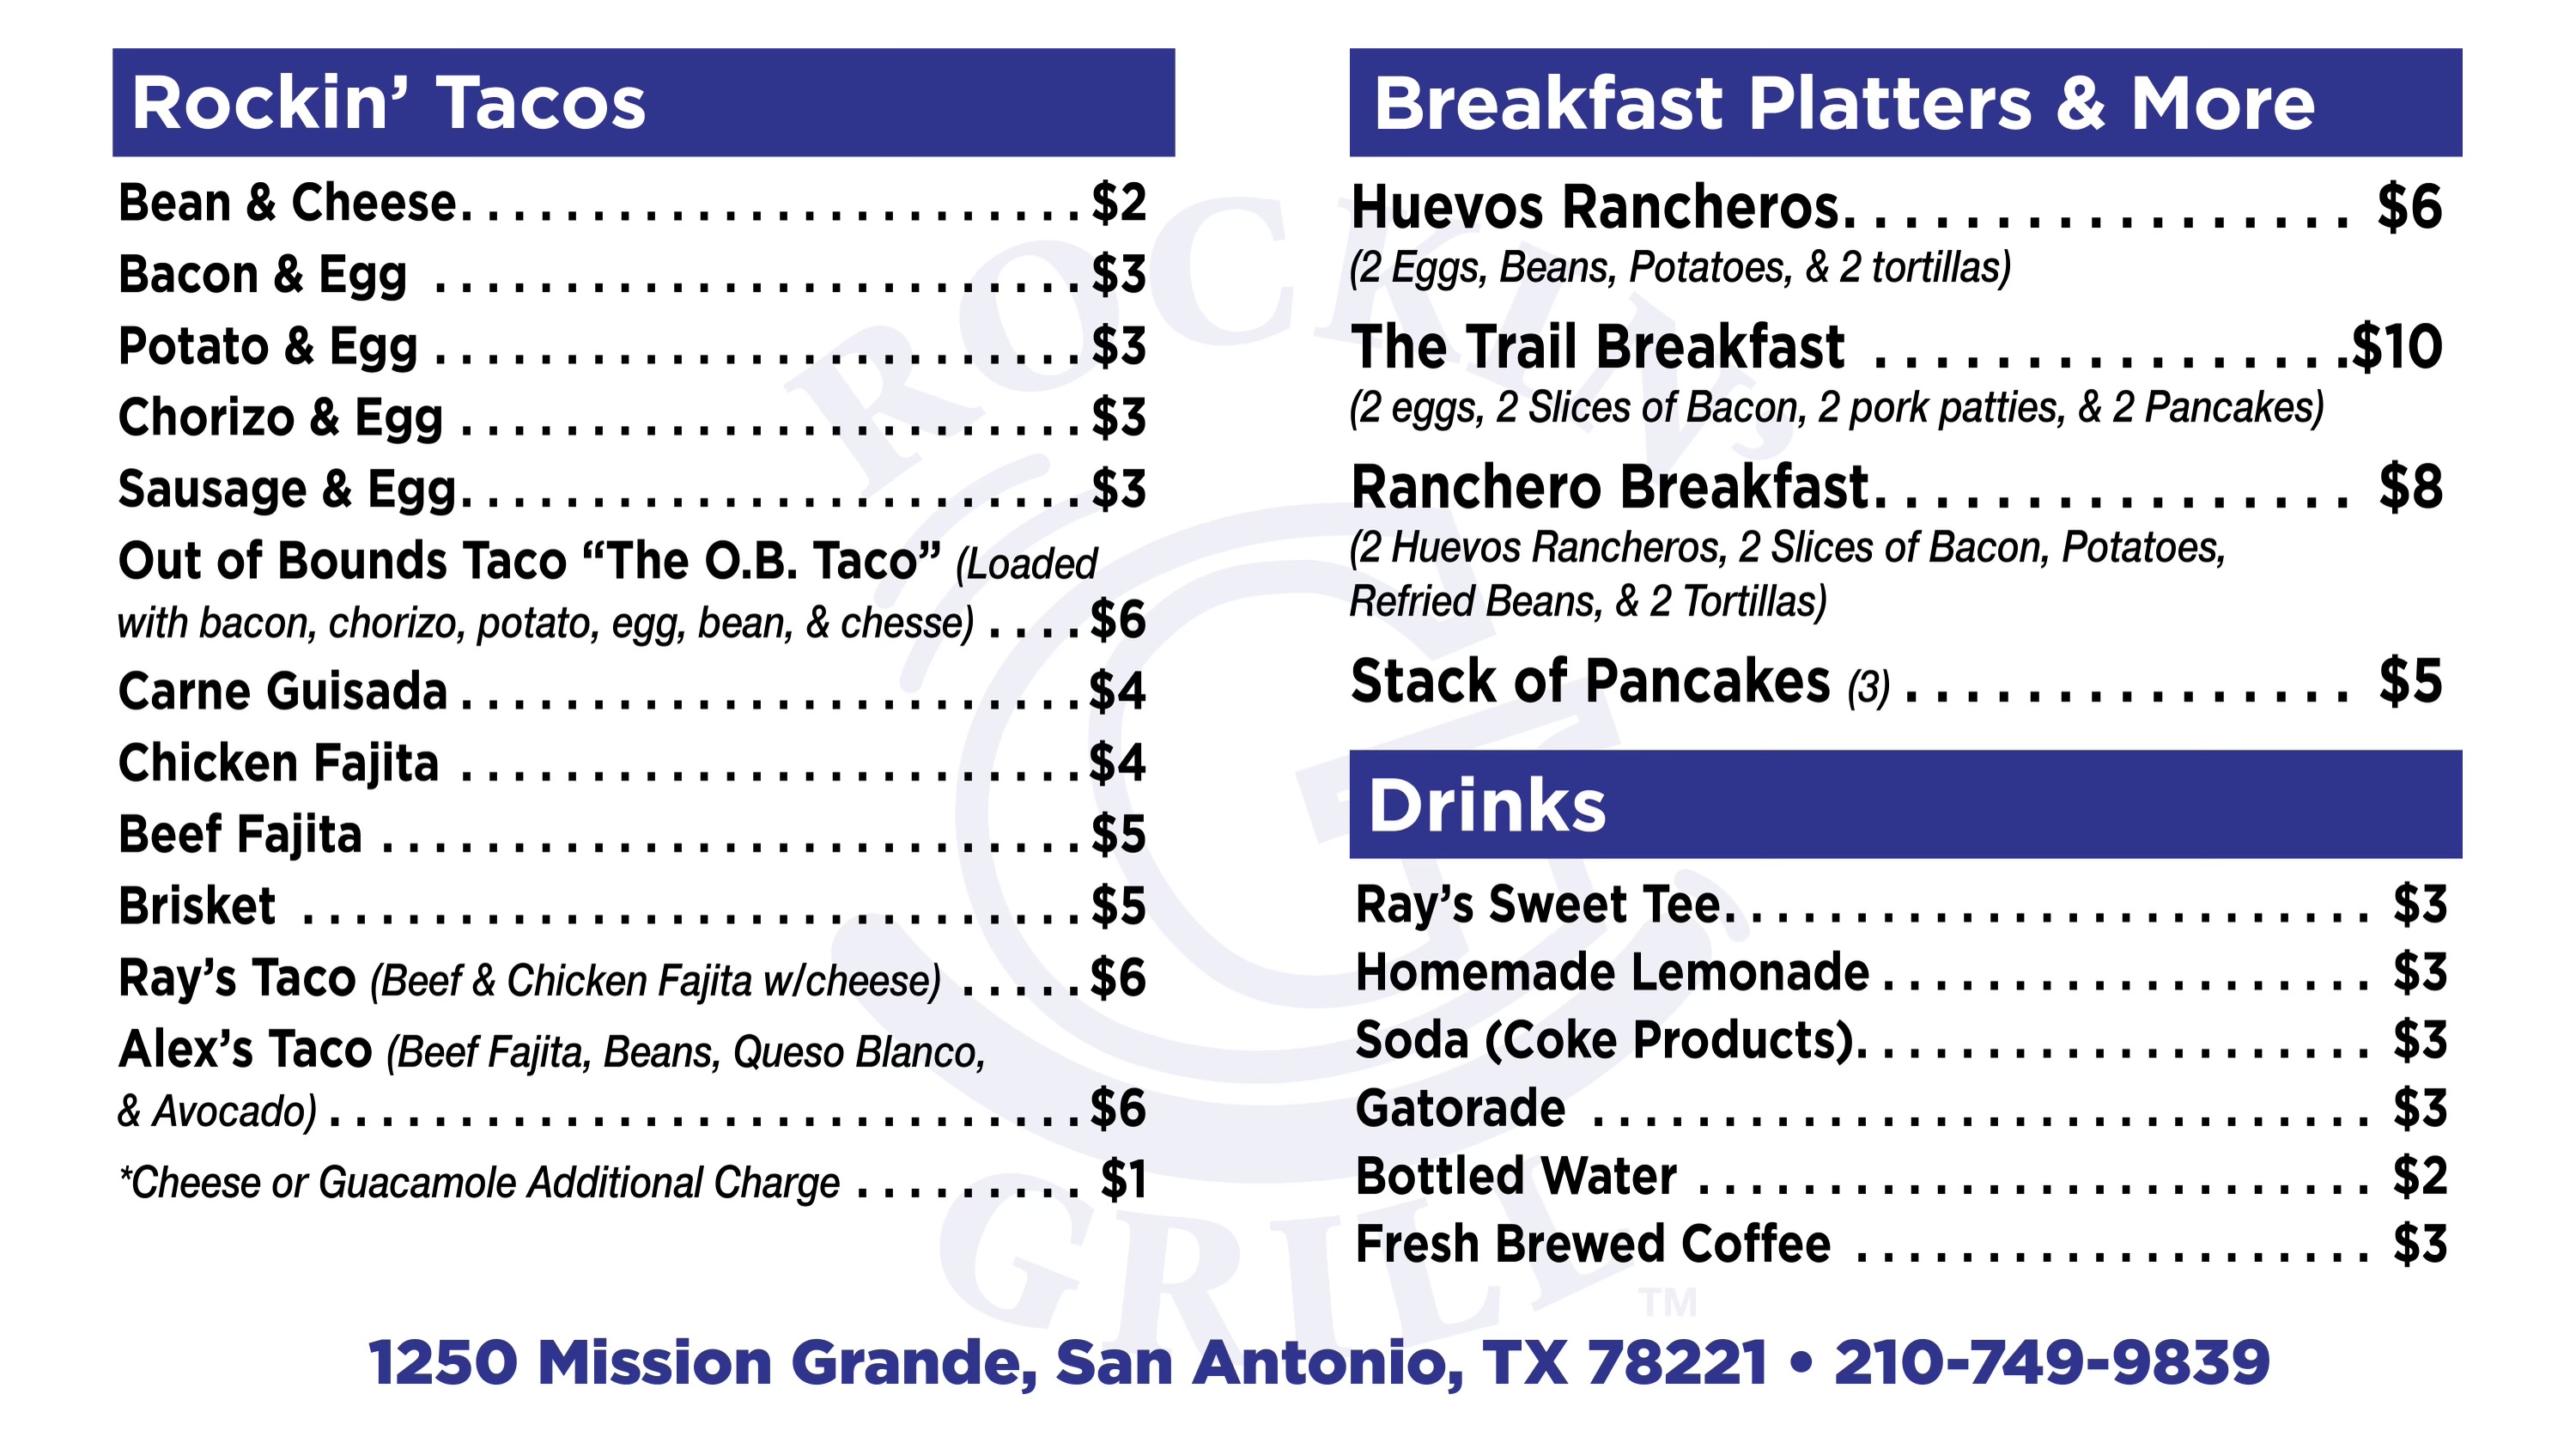 Rockin’ Tacos
Bean & Cheese. . . . . . . . . . . . . . . . . . . . . . . . $2
Bacon & Egg . . . . . . . . . . . . . . . . . . . . . . . . . $3
Potato & Egg . . . . . . . . . . . . . . . . . . . . . . . . . $3
Chorizo & Egg . . . . . . . . . . . . . . . . . . . . . . . . $3
Sausage & Egg. . . . . . . . . . . . . . . . . . . . . . . . $3
Out of Bounds Taco “The O.B. Taco” (Loaded
with bacon, chorizo, potato, egg, bean, & chesse) . . . . $6
Carne Guisada . . . . . . . . . . . . . . . . . . . . . . . . $4
Chicken Fajita . . . . . . . . . . . . . . . . . . . . . . . . $4
Beef Fajita . . . . . . . . . . . . . . . . . . . . . . . . . . . $5
Brisket . . . . . . . . . . . . . . . . . . . . . . . . . . . . . . $5
Ray’s Taco (Beef & Chicken Fajita w/cheese) . . . . . $6
Alex’s Taco (Beef Fajita, Beans, Queso Blanco,
& Avocado) . . . . . . . . . . . . . . . . . . . . . . . . . . . . . $6
*Cheese or Guacamole Additional Charge . . . . . . . . . $1
Breakfast Platters & More
Huevos Rancheros. . . . . . . . . . . . . . . . . $6
(2 Eggs, Beans, Potatoes, & 2 tortillas)
The Trail Breakfast . . . . . . . . . . . . . . . .$10
(2 eggs, 2 Slices of Bacon, 2 pork patties, & 2 Pancakes)
Ranchero Breakfast. . . . . . . . . . . . . . . . $8
(2 Huevos Rancheros, 2 Slices of Bacon, Potatoes,
Refried Beans, & 2 Tortillas)
Stack of Pancakes (3) . . . . . . . . . . . . . . . $5
Drinks
Ray’s Sweet Tee. . . . . . . . . . . . . . . . . . . . . . . . . $3
Homemade Lemonade . . . . . . . . . . . . . . . . . . . $3
Soda (Coke Products). . . . . . . . . . . . . . . . . . . . $3
Gatorade . . . . . . . . . . . . . . . . . . . . . . . . . . . . . . $3
Bottled Water . . . . . . . . . . . . . . . . . . . . . . . . . . $2
Fresh Brewed Coffee . . . . . . . . . . . . . . . . . . . . $3
ROCKIN’S
G
GRILL TM
1250 Mission Grande, San Antonio, TX 78221 • 210-749-9839